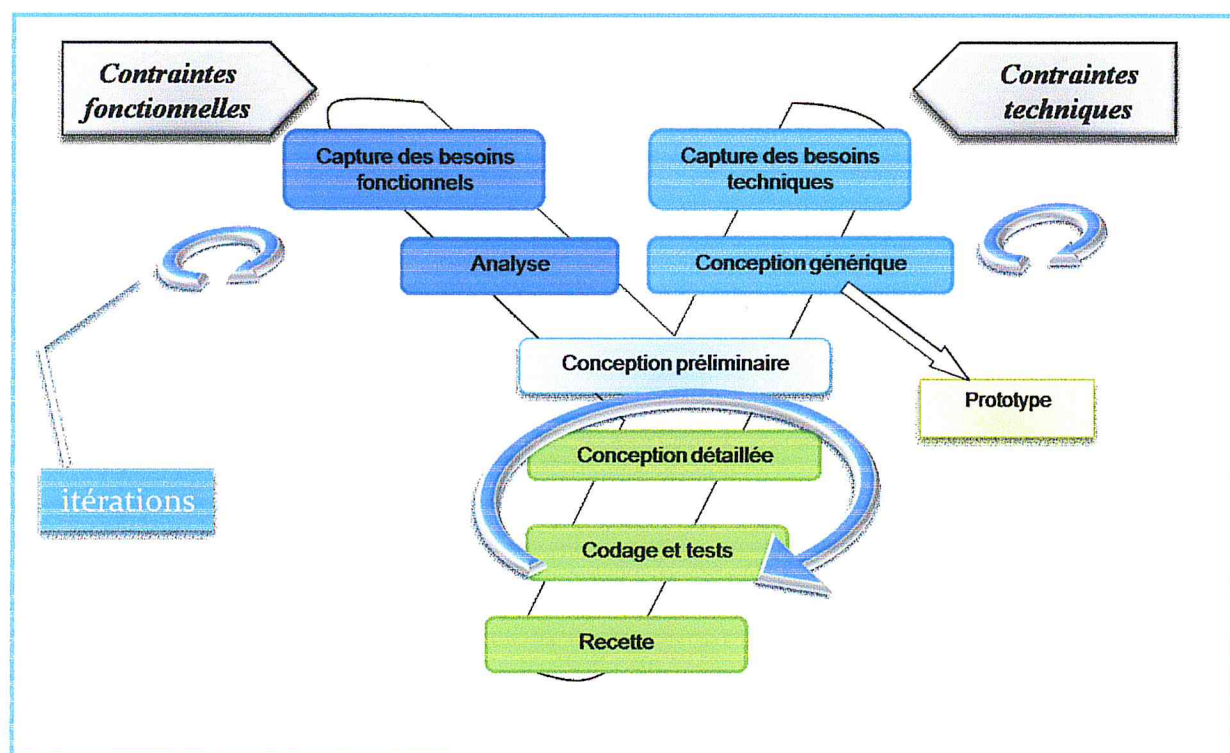 Contraintes
fonctionnelles
Contraintes
techniques
Capture des besoins
fonctionnels
Capture des besoins
techniques
Analyse
Conception générique
Conception préliminaire
Prototype
Conception détaillée
itérations
Codage et tests
Recette